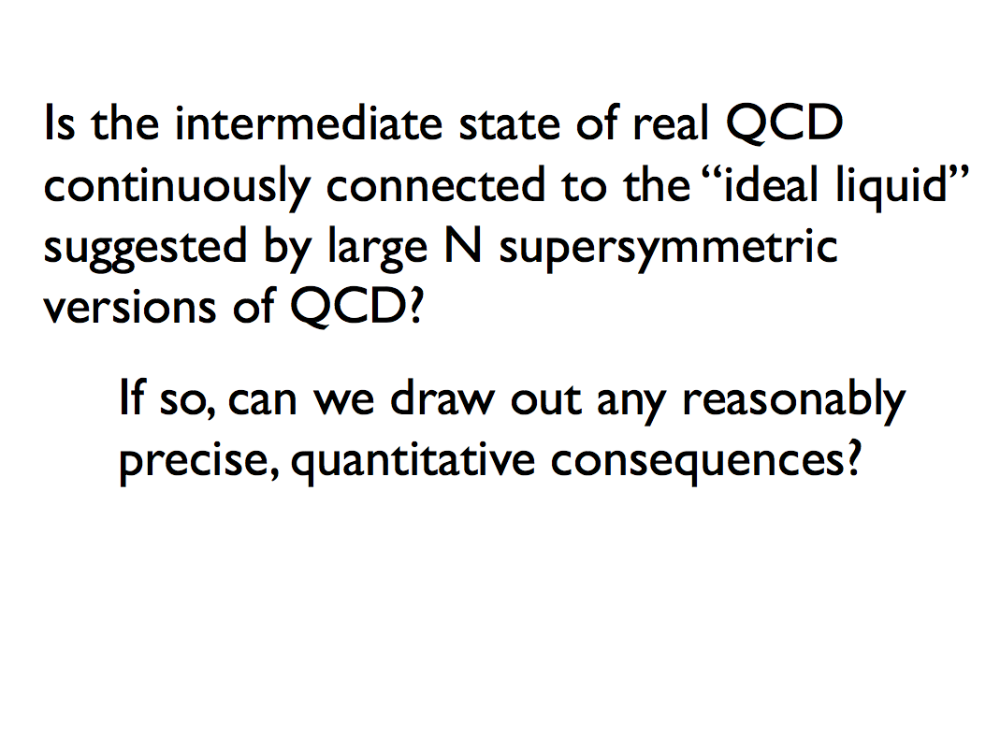 Is the intermediate state of real QCD
continuously connected to the “ideal liquid”
suggested by large N supersymmetric
versions of QCD?
If so, can we draw out any reasonably
precise, quantitative consequences?